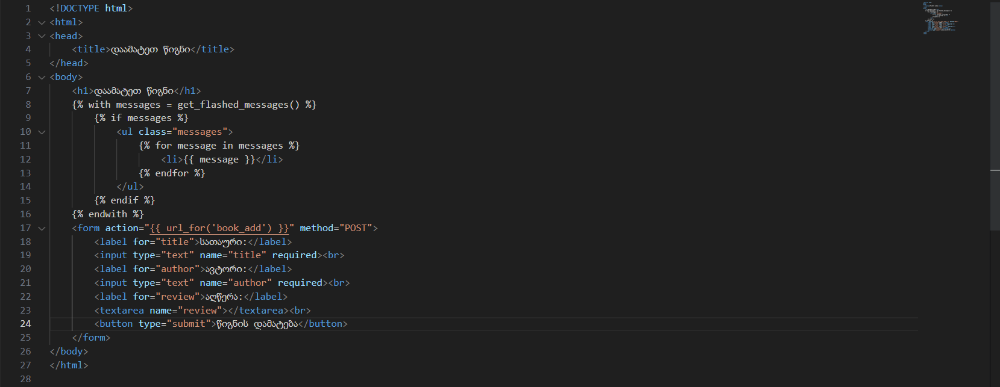 1 <!DOCTYPE html>
2 <html>
3 <head>
4 <title>დაამატეთ წიგნი</title>
5 </head>
6 <body>
7 <h1>დაამატეთ წიგნი</h1>
8 {% with messages = get_flashed_messages() %}
9 {% if messages %}
10 <ul class="messages">
11 {% for message in messages %}
12 <li>{{ message }}</li>
13 {% endfor %}
14 </ul>
15 {% endif %}
16 {% endwith %}
17 <form action="{{ url_for('book_add') }}" method="POST">
18 <label for="title">სათაური:</label>
19 <input type="text" name="title" required><br>
20 <label for="author">ავტორი:</label>
21 <input type="text" name="author" required><br>
22 <label for="review">აღწერა:</label>
23 <textarea name="review"></textarea><br>
24 <button type="submit">წიგნის დამატება</button>
25 </form>
26 </body>
27 </html>
28